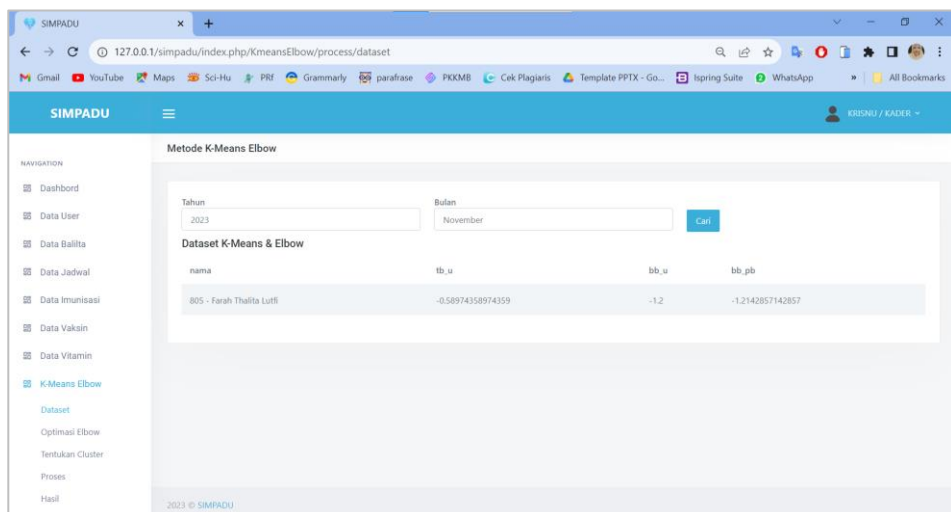 SIMPADU
127.0.0.1/simpadu/index.php/KmeansElbow/process/dataset
Gmail YouTube Maps Sci-Hu PRf Grammarly parafrase PKKMB Cek Plagiaris Template PPTX - Go... Ispring Suite WhatsApp » All Bookmarks
SIMPADU KRISNU / KADER
Metode K-Means Elbow
NAVIGATION
Dashbord
Data User
Data Balilta
Data Jadwal
Data Imunisasi
Data Vaksin
Data Vitamin
K-Means Elbow
Dataset
Optimasi Elbow
Tentukan Cluster
Proses
Hasil
Tahun Bulan
2023 November Cari
Dataset K-Means & Elbow
nama tb_u bb_u bb_pb
805 - Farah Thalita Lutfi -0.58974358974359 -1.2 -1.2142857142857
2023 © SIMPADU